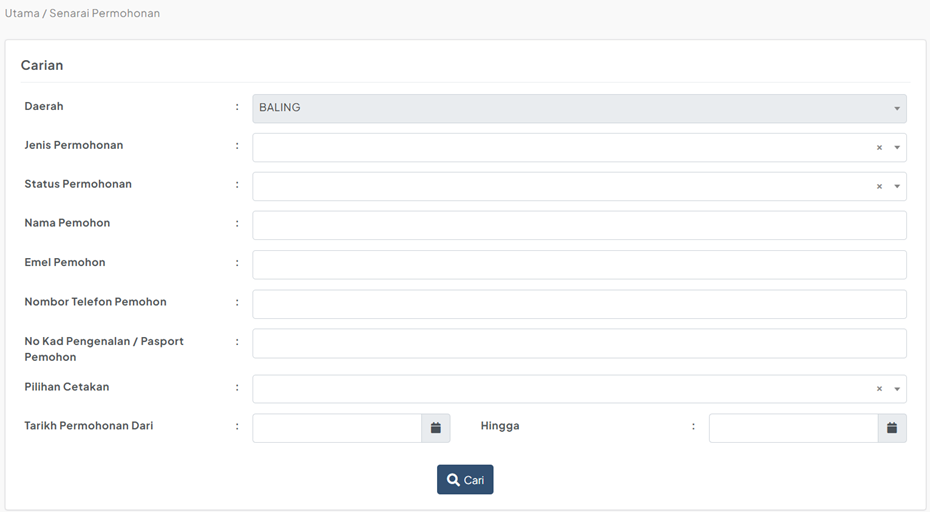 Utama / Senarai Permohonan
Carian
Daerah : BALING
Jenis Permohonan : ×
Status Permohonan : ×
Nama Pemohon :
Emel Pemohon :
Nombor Telefon Pemohon :
No Kad Pengenalan / Pasport :
Pemohon
Pilihan Cetakan : ×
Tarikh Permohonan Dari : Hingga :
Cari